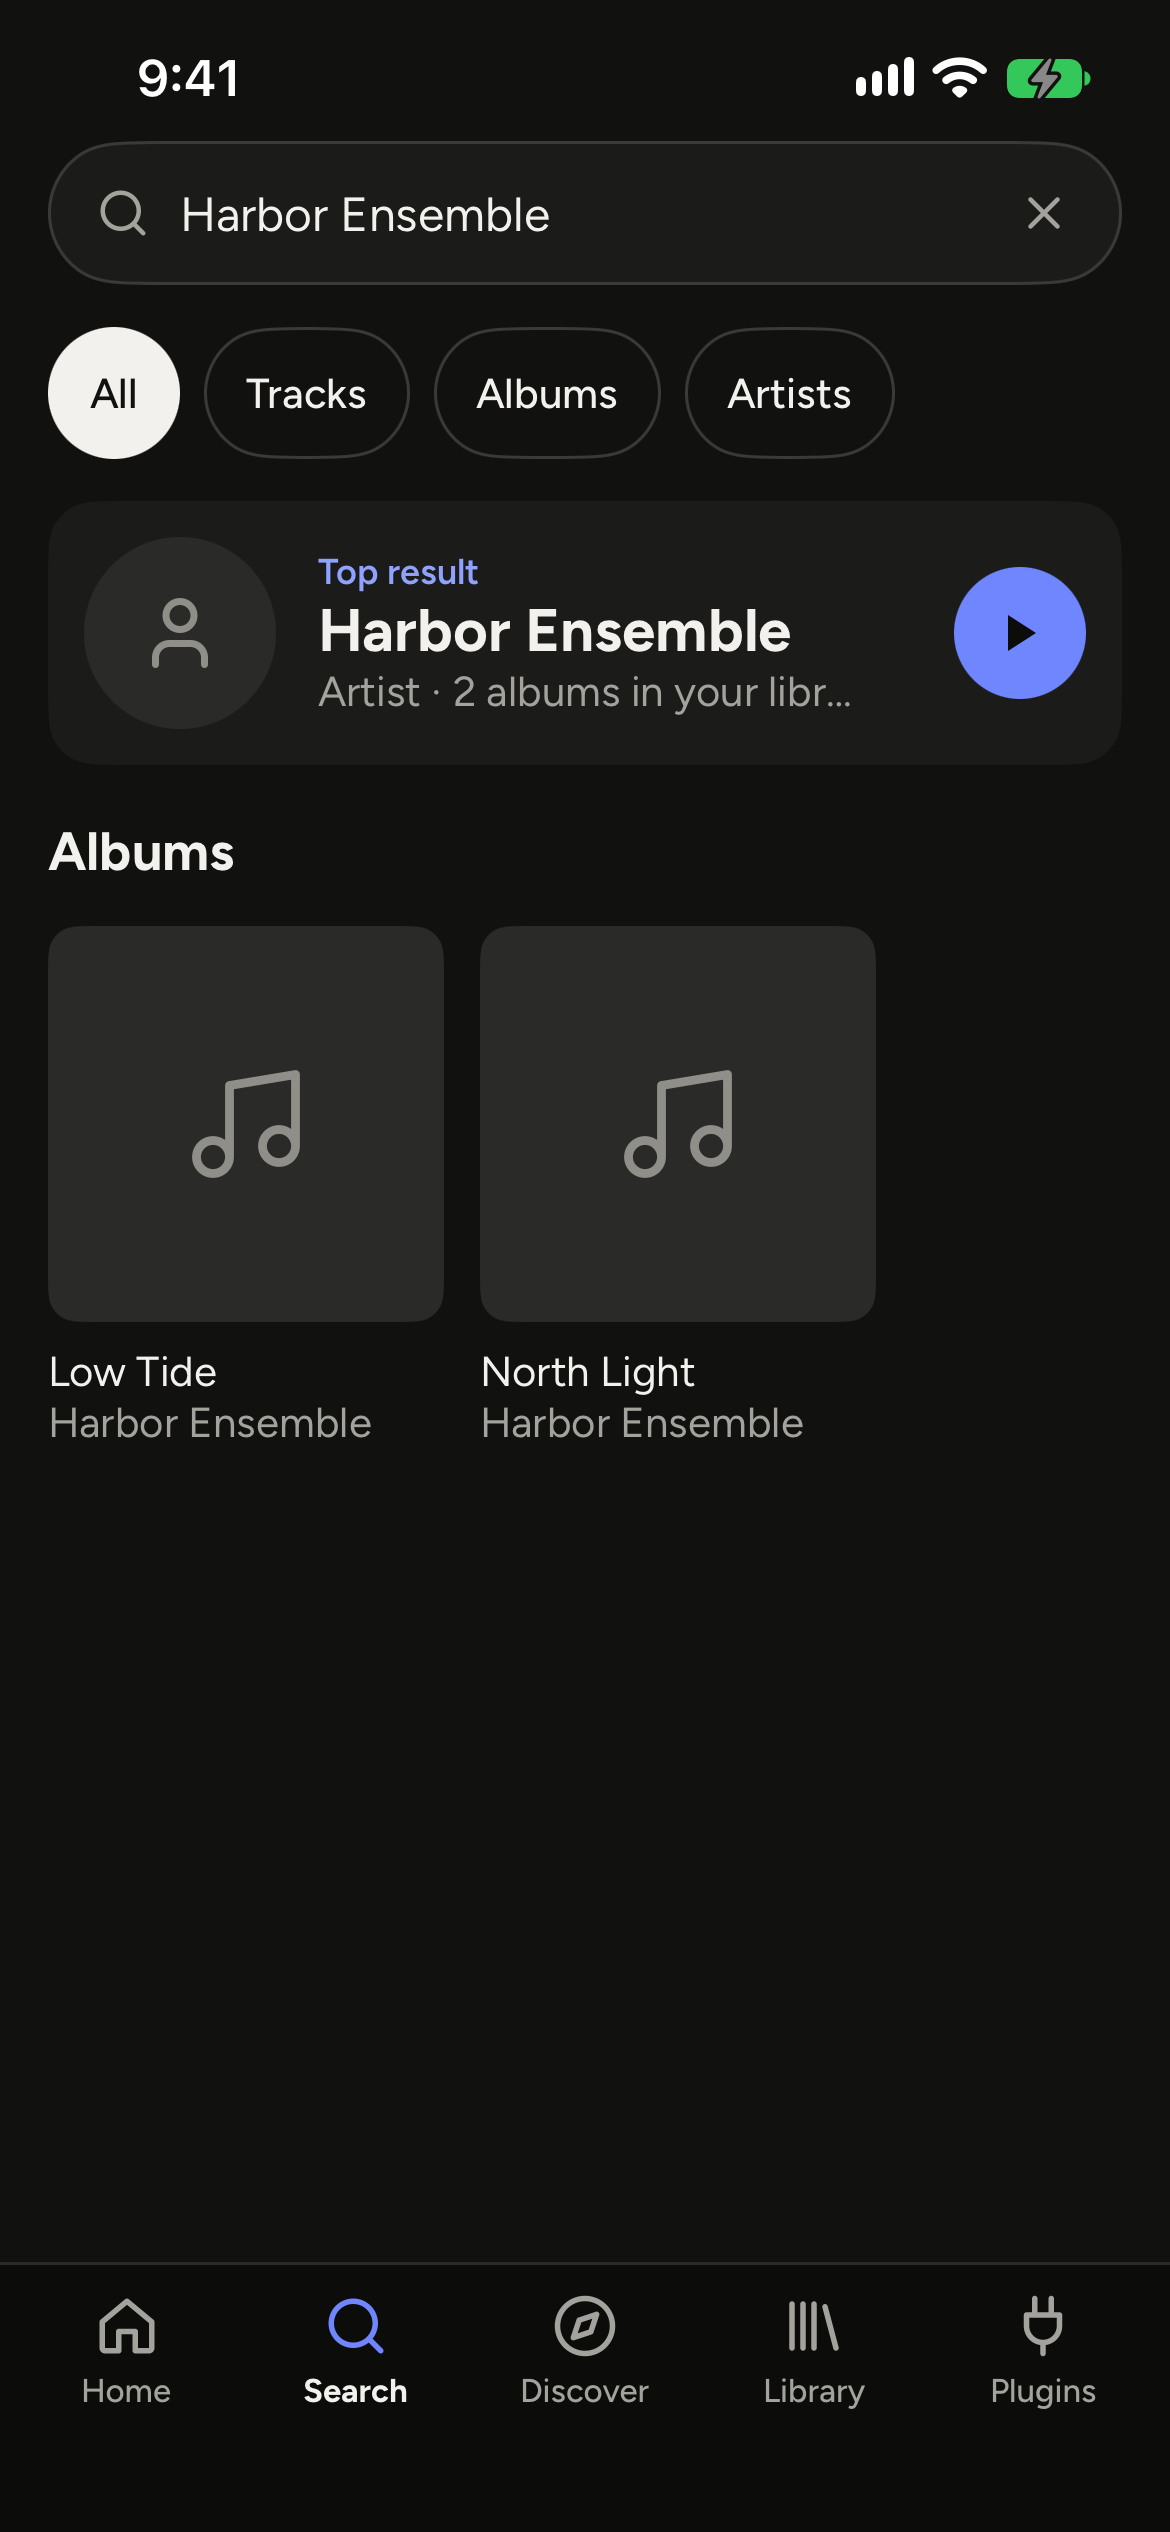 9:41
Harbor Ensemble
All
Tracks
Albums
Artists
Top result
Harbor Ensemble
Artist · 2 albums in your libr...
Albums
Low Tide
Harbor Ensemble
North Light
Harbor Ensemble
Home
Search
Discover
Library
Plugins